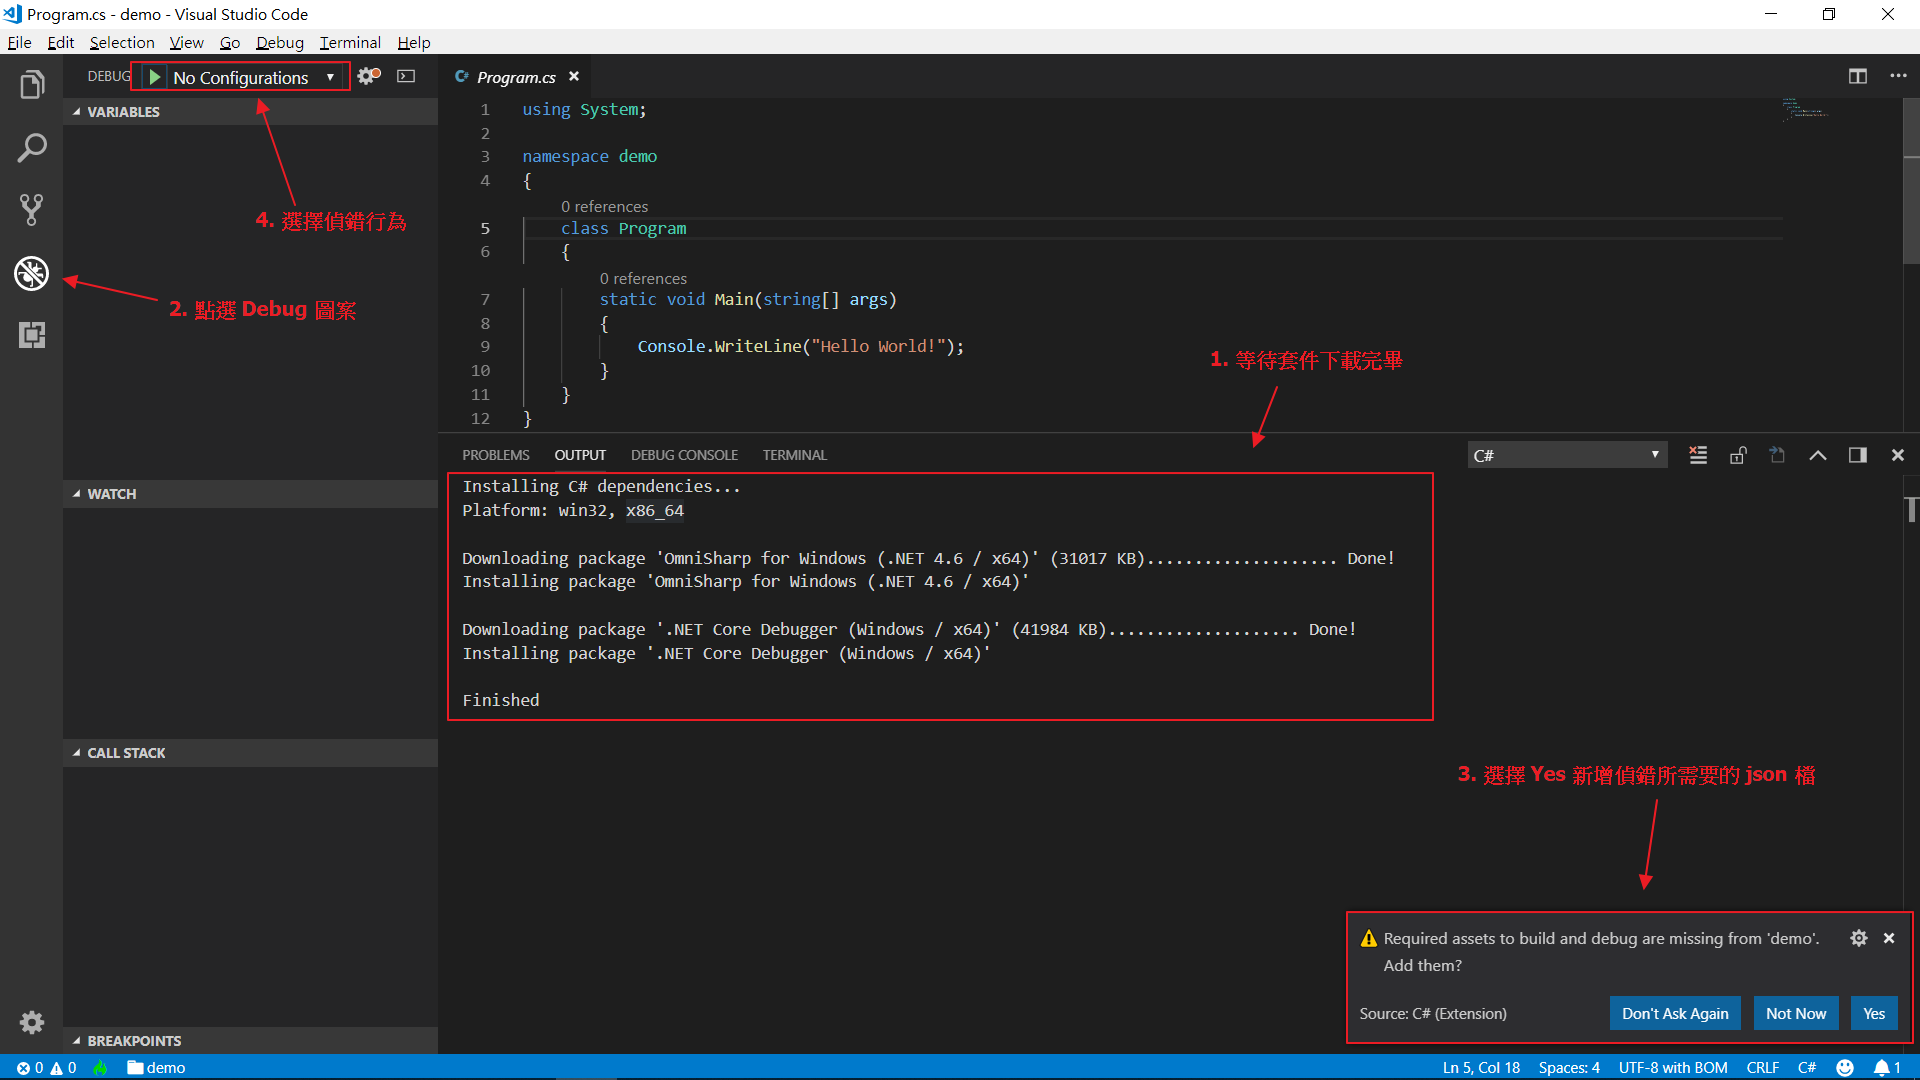 Program.cs - demo - Visual Studio Code
File Edit Selection View Go Debug Terminal Help
DEBUG No Configurations
VARIABLES
4. 選擇偵錯行為
2. 點選 Debug 圖案
WATCH
CALL STACK
BREAKPOINTS
C# Program.cs
1 using System;
2
3 namespace demo
4 {
0 references
5 class Program
6 {
0 references
7 static void Main(string[] args)
8 {
9 Console.WriteLine("Hello World!");
10 }
11 }
12 }
1. 等待套件下載完畢
PROBLEMS OUTPUT DEBUG CONSOLE TERMINAL C#
Installing C# dependencies...
Platform: win32, x86_64
Downloading package 'OmniSharp for Windows (.NET 4.6 / x64)' (31017 KB).................... Done!
Installing package 'OmniSharp for Windows (.NET 4.6 / x64)'
Downloading package '.NET Core Debugger (Windows / x64)' (41984 KB).................... Done!
Installing package '.NET Core Debugger (Windows / x64)'
Finished
3. 選擇 Yes 新增偵錯所需要的 json 檔
Required assets to build and debug are missing from 'demo'.
Add them?
Source: C# (Extension) Don't Ask Again Not Now Yes
0 0 demo Ln 5, Col 18 Spaces: 4 UTF-8 with BOM CRLF C# 1